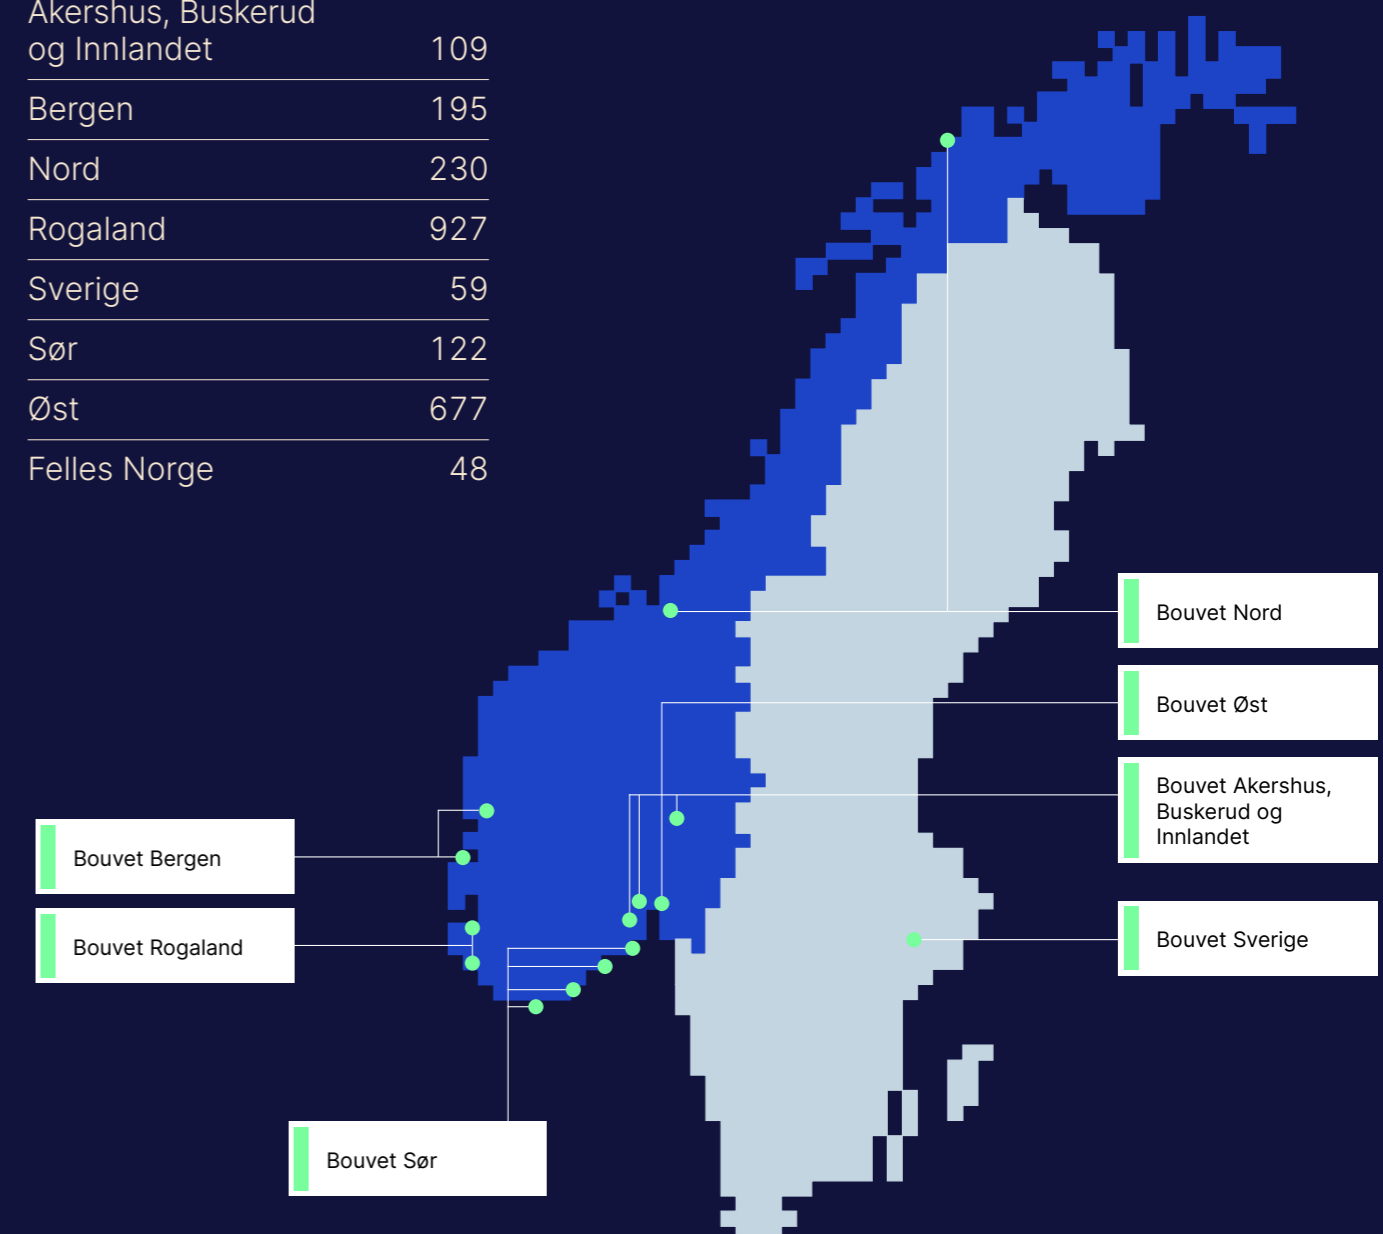 Akershus, Buskerud
og Innlandet 109
Bergen 195
Nord 230
Rogaland 927
Sverige 59
Sør 122
Øst 677
Felles Norge 48
Bouvet Nord
Bouvet Øst
Bouvet Akershus,
Buskerud og
Innlandet
Bouvet Bergen
Bouvet Rogaland
Bouvet Sverige
Bouvet Sør